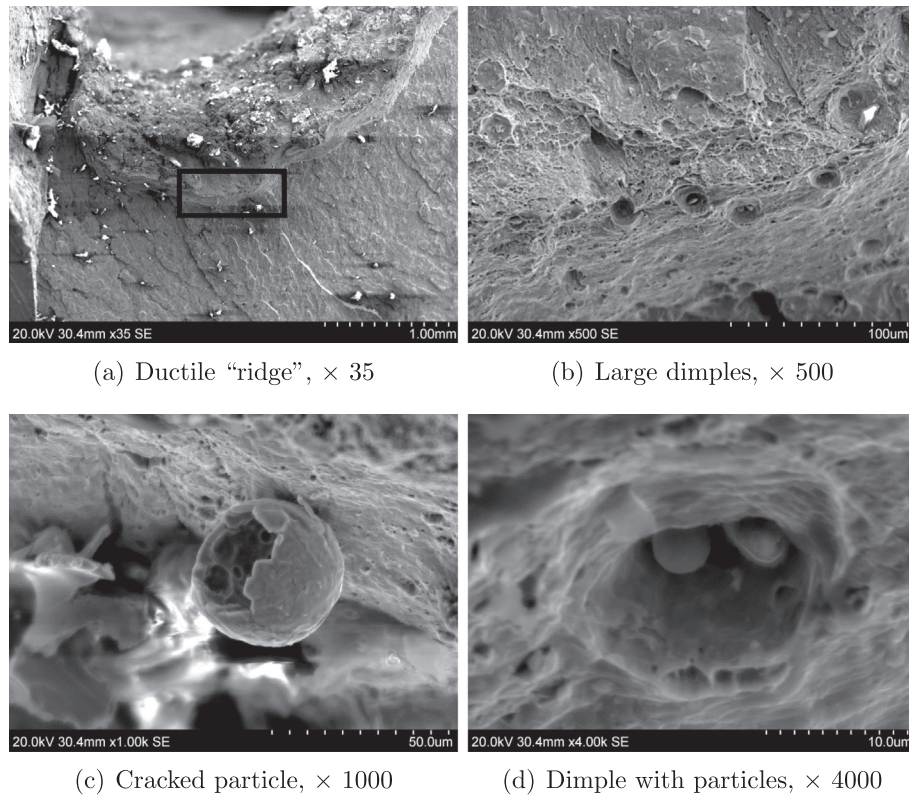 20.0kV 30.4mm x35 SE 1.00mm
20.0kV 30.4mm x500 SE 100um
(a) Ductile “ridge”, × 35
(b) Large dimples, × 500
20.0kV 30.4mm x1.00k SE 50.0um
20.0kV 30.4mm x4.00k SE 10.0um
(c) Cracked particle, × 1000
(d) Dimple with particles, × 4000